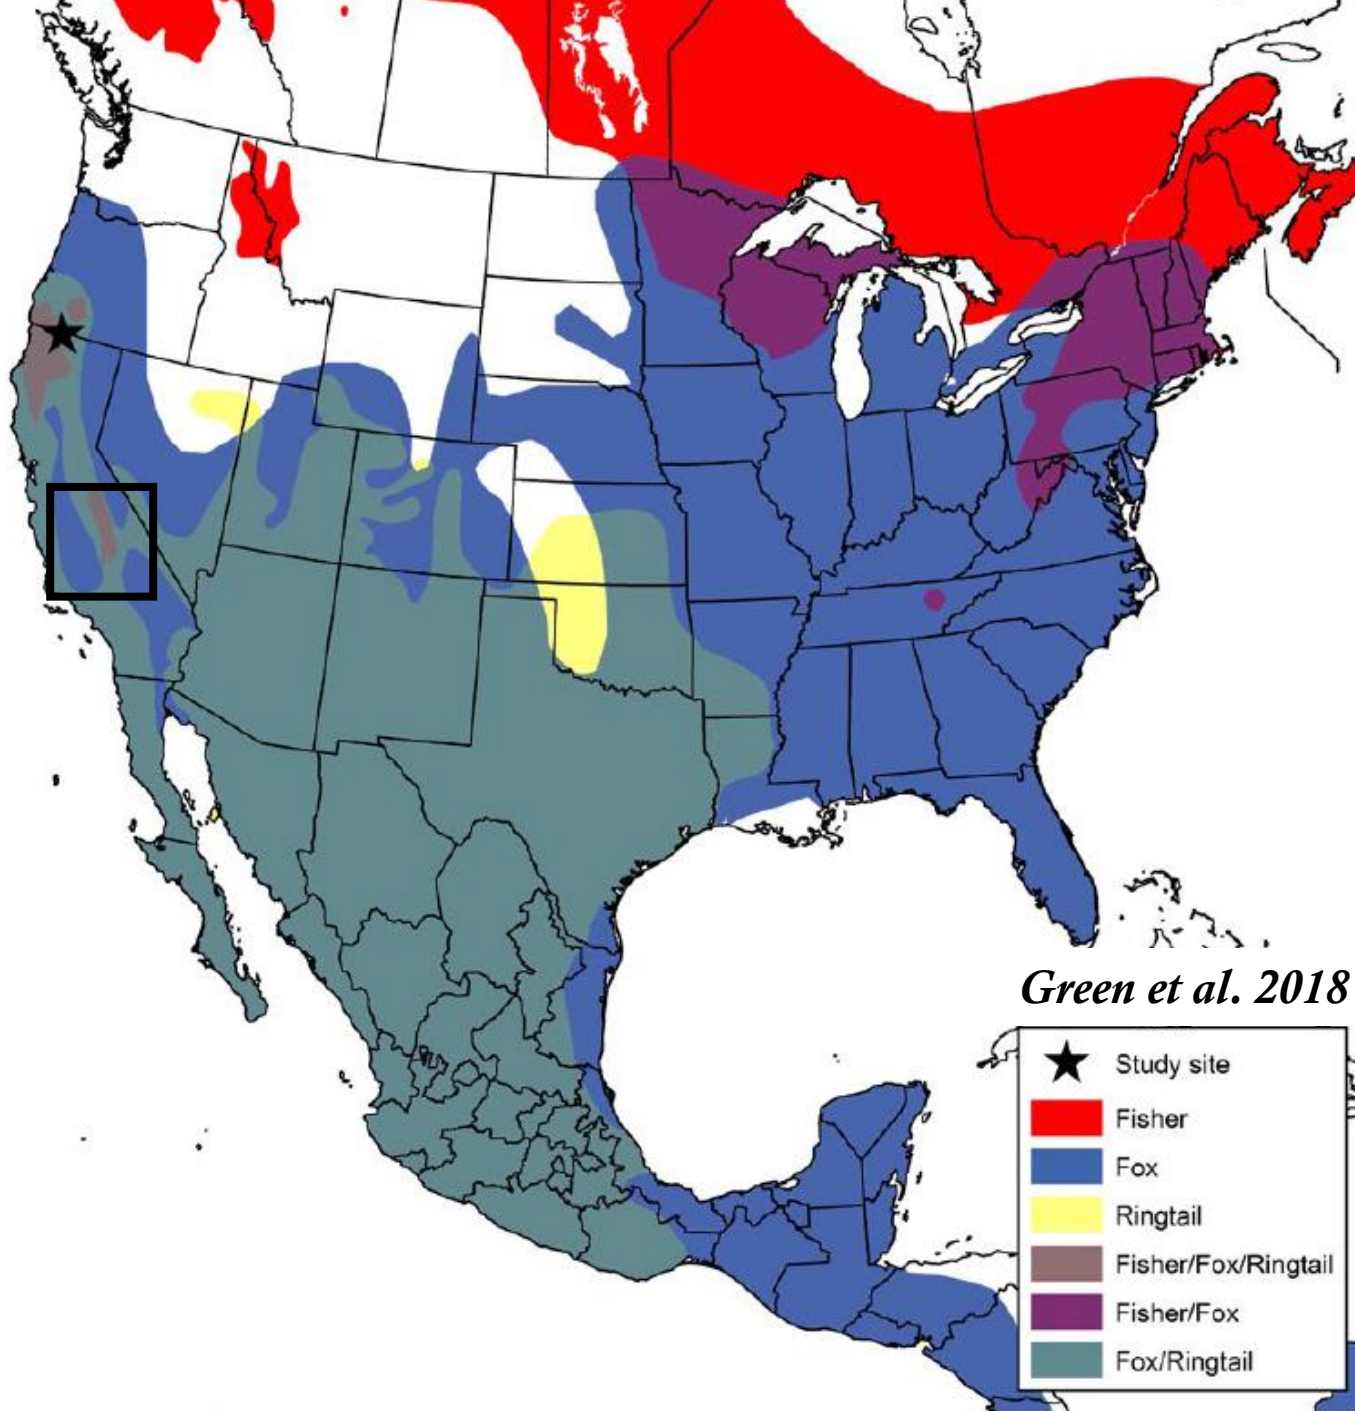 Green et al. 2018
Study site
Fisher
Fox
Ringtail
Fisher/Fox/Ringtail
Fisher/Fox
Fox/Ringtail